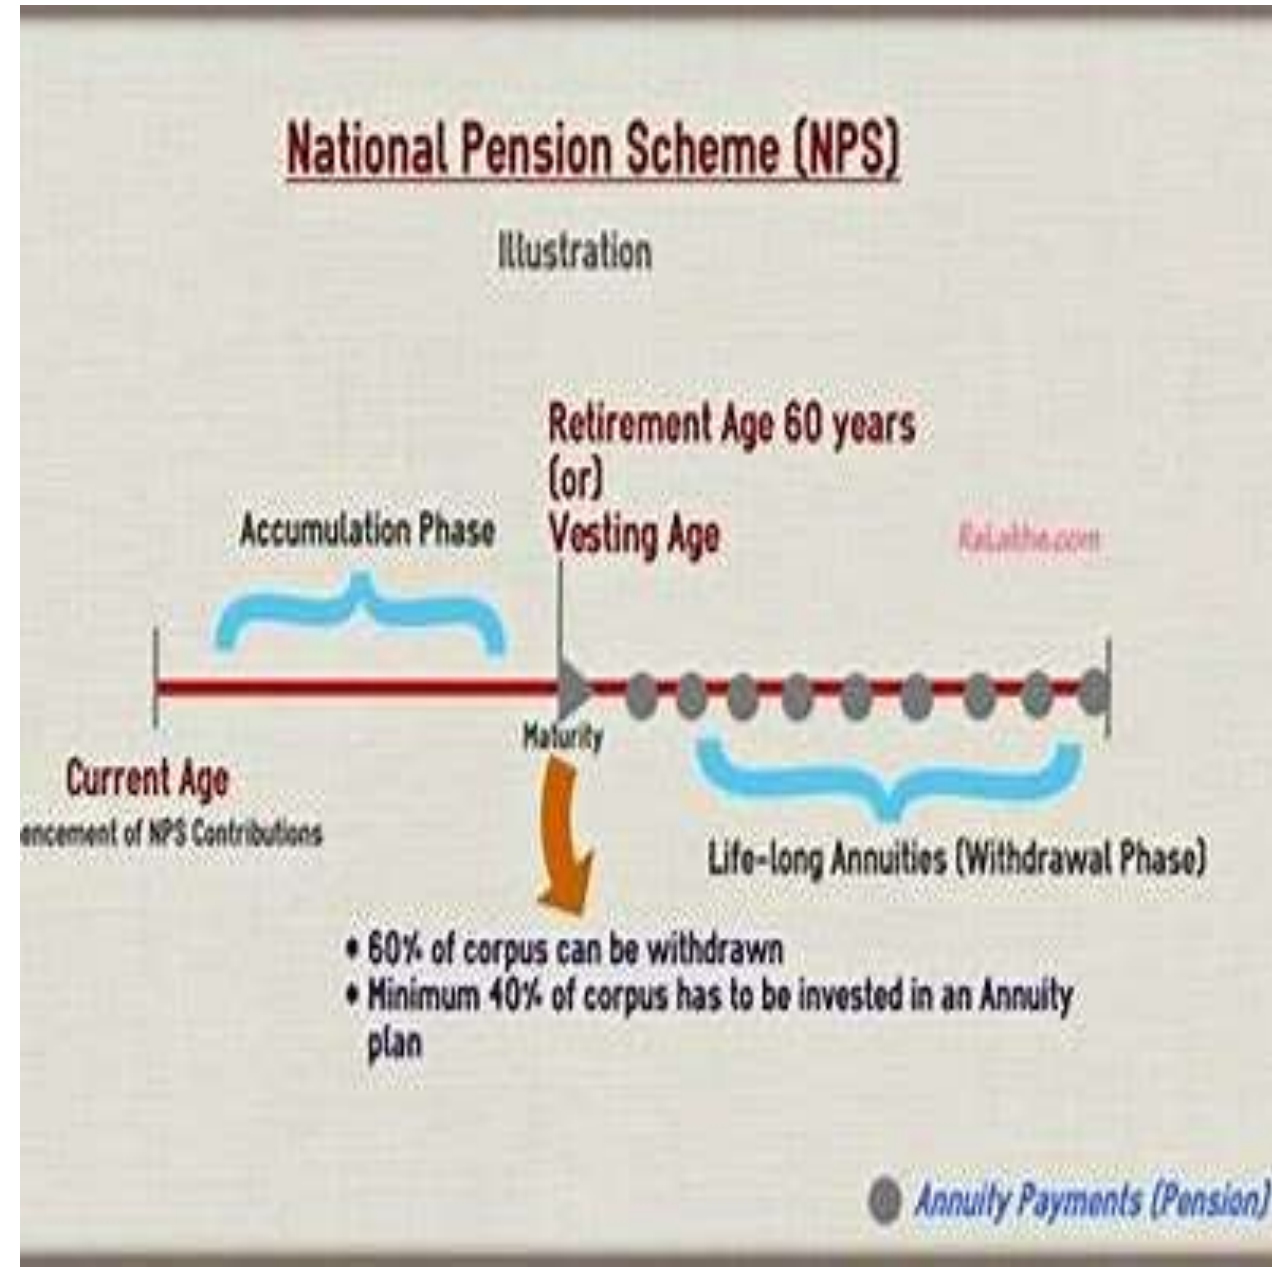 National Pension Scheme (NPS)
Illustration
Retirement Age 60 years
(or)
Vesting Age
Accumulation Phase
Maturity
Current Age
encement of NPS Contributions
Life-long Annuities (Withdrawal Phase)
• 60% of corpus can be withdrawn
• Minimum 40% of corpus has to be invested in an Annuity
plan
Annuity Payments (Pension)